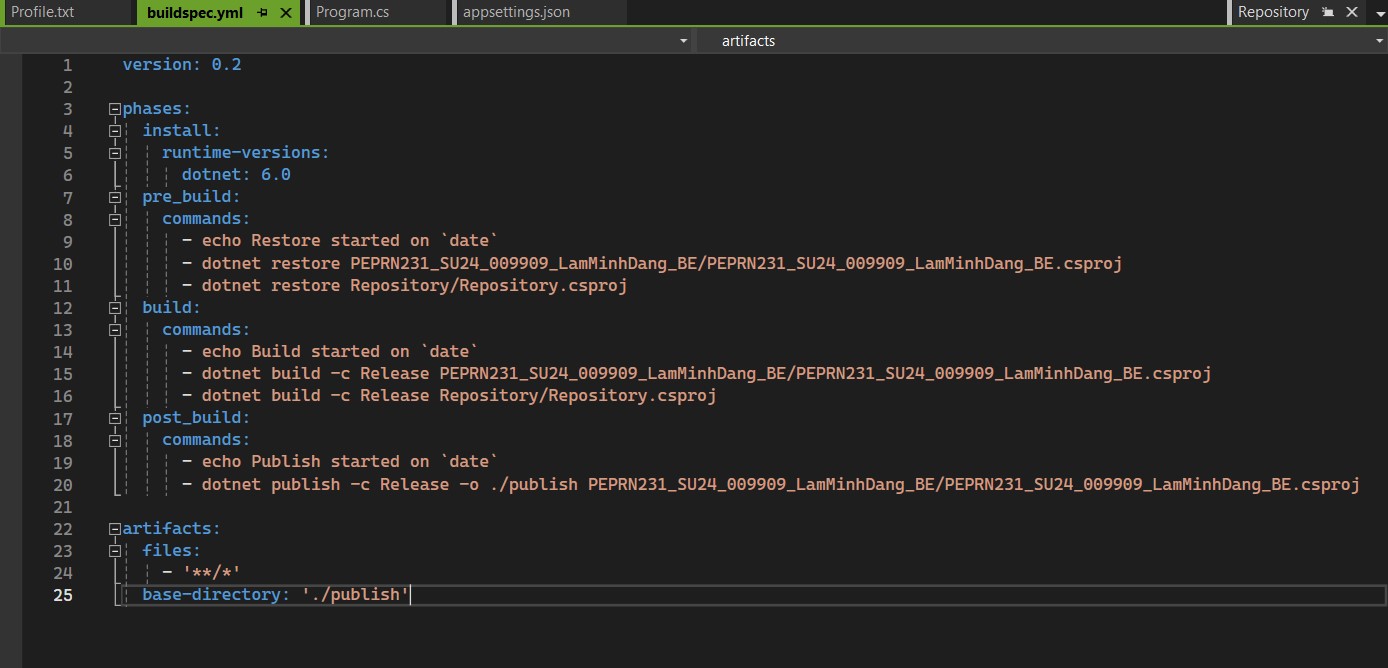 Profile.txt buildspec.yml Program.cs appsettings.json Repository
artifacts
1 version: 0.2
2
3 phases:
4 install:
5 runtime-versions:
6 dotnet: 6.0
7 pre_build:
8 commands:
9 - echo Restore started on `date`
10 - dotnet restore PEPRN231_SU24_009909_LamMinhDang_BE/PEPRN231_SU24_009909_LamMinhDang_BE.csproj
11 - dotnet restore Repository/Repository.csproj
12 build:
13 commands:
14 - echo Build started on `date`
15 - dotnet build -c Release PEPRN231_SU24_009909_LamMinhDang_BE/PEPRN231_SU24_009909_LamMinhDang_BE.csproj
16 - dotnet build -c Release Repository/Repository.csproj
17 post_build:
18 commands:
19 - echo Publish started on `date`
20 - dotnet publish -c Release -o ./publish PEPRN231_SU24_009909_LamMinhDang_BE/PEPRN231_SU24_009909_LamMinhDang_BE.csproj
21
22 artifacts:
23 files:
24 - '**/*'
25 base-directory: './publish'